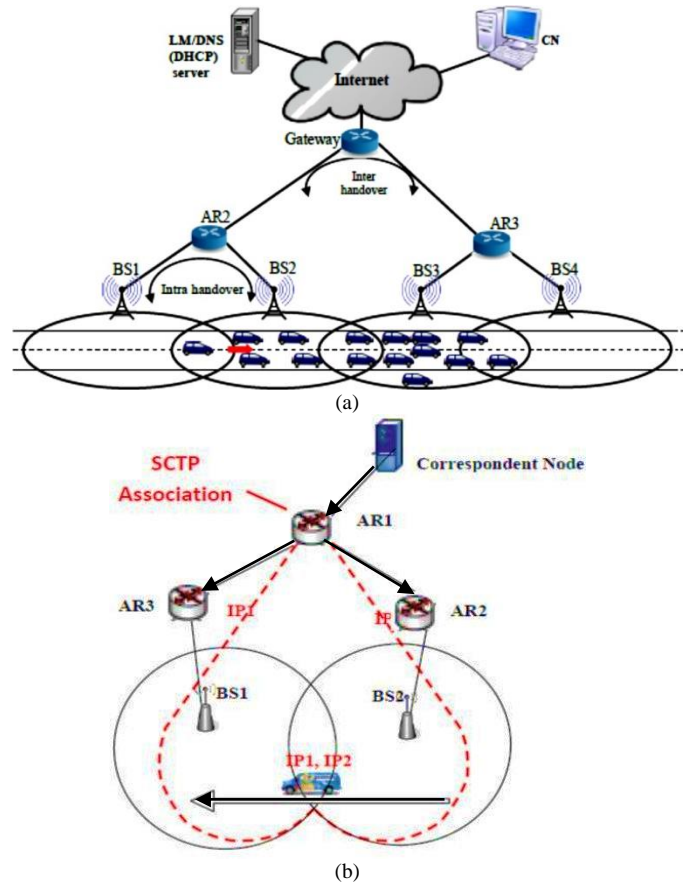 LM/DNS
(DHCP)
server
CN
Internet
Gateway
Inter
handover
AR2
AR3
BS1
BS2
BS3
BS4
Intra handover
(a)
SCTP
Association
Correspondent Node
AR1
AR3
AR2
IP1
IP
BS1
BS2
IP1, IP2
(b)